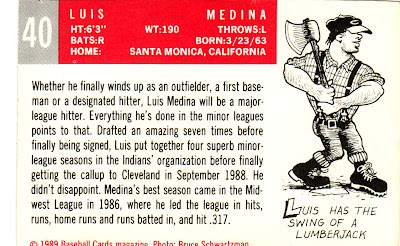 40
LUIS MEDINA
HT:6'3" WT:190 THROWS:L
BATS:R BORN:3/23/63
HOME: SANTA MONICA, CALIFORNIA
Whether he finally winds up as an outfielder, a first base-
man or a designated hitter, Luis Medina will be a major-
league hitter. Everything he's done in the minor leagues
points to that. Drafted an amazing seven times before
finally being signed, Luis put together four superb minor-
league seasons in the Indians' organization before finally
getting the callup to Cleveland in September 1988. He
didn't disappoint. Medina's best season came in the Mid-
west League in 1986, where he led the league in hits,
runs, home runs and runs batted in, and hit .317.
LUIS HAS THE
SWING OF A
LUMBERJACK
© 1989 Baseball Cards magazine. Photo: Bruce Schwartzman